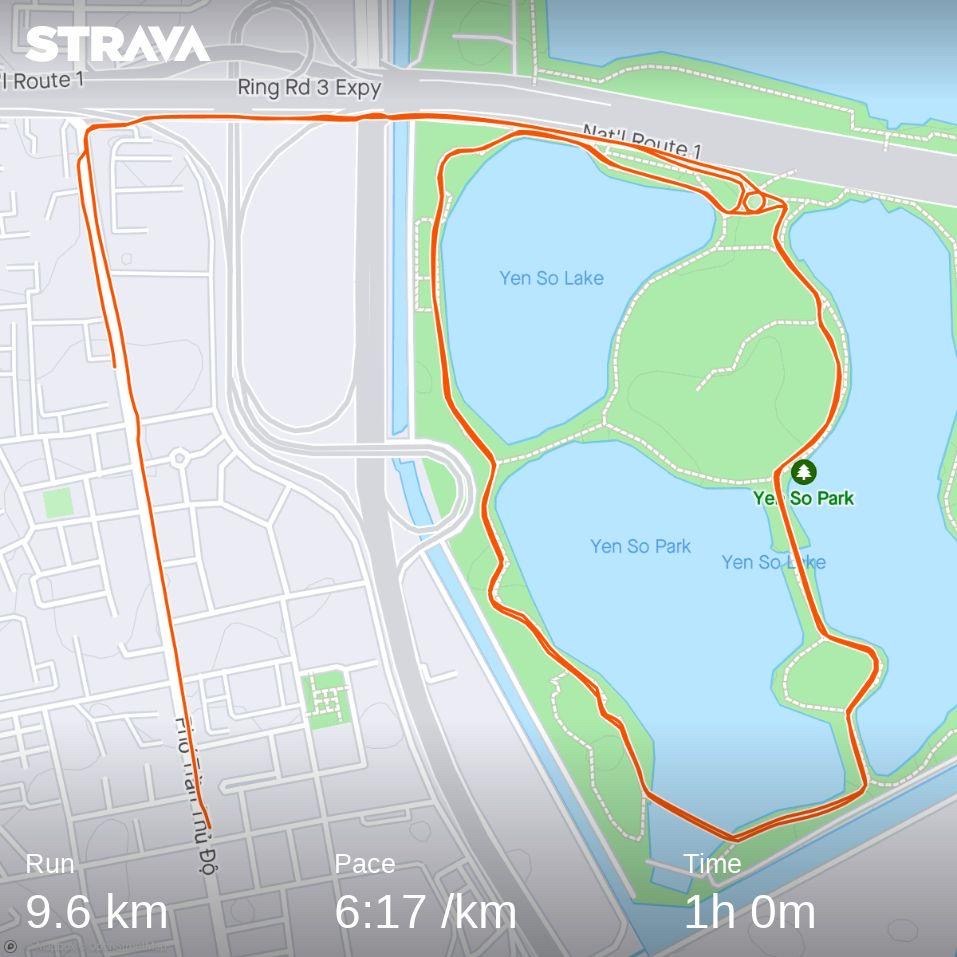 STRAVA
'l Route 1
Ring Rd 3 Expy
Nat'l Route 1
Yen So Lake
Yen So Park
Yen So Park
Yen So Lake
Phố Trần Thủ Độ
Run
Pace
Time
9.6 km
6:17 /km
1h 0m